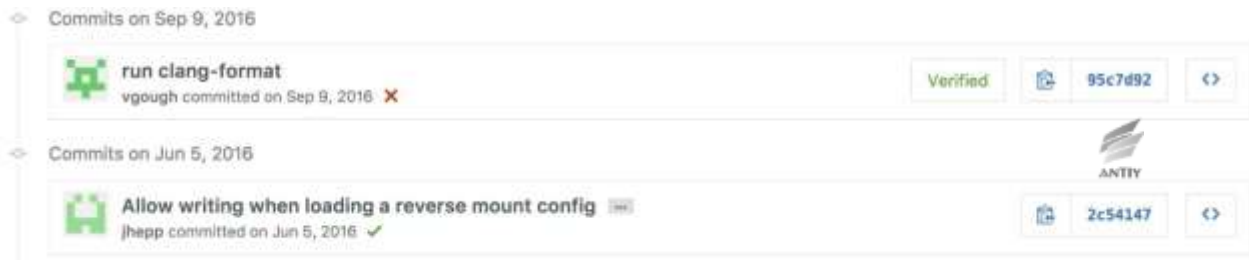 Commits on Sep 9, 2016
run clang-format
vgough committed on Sep 9, 2016
Verified
95c7d92
<>
Commits on Jun 5, 2016
ANTIY
Allow writing when loading a reverse mount config ...
jhepp committed on Jun 5, 2016
2c54147
<>